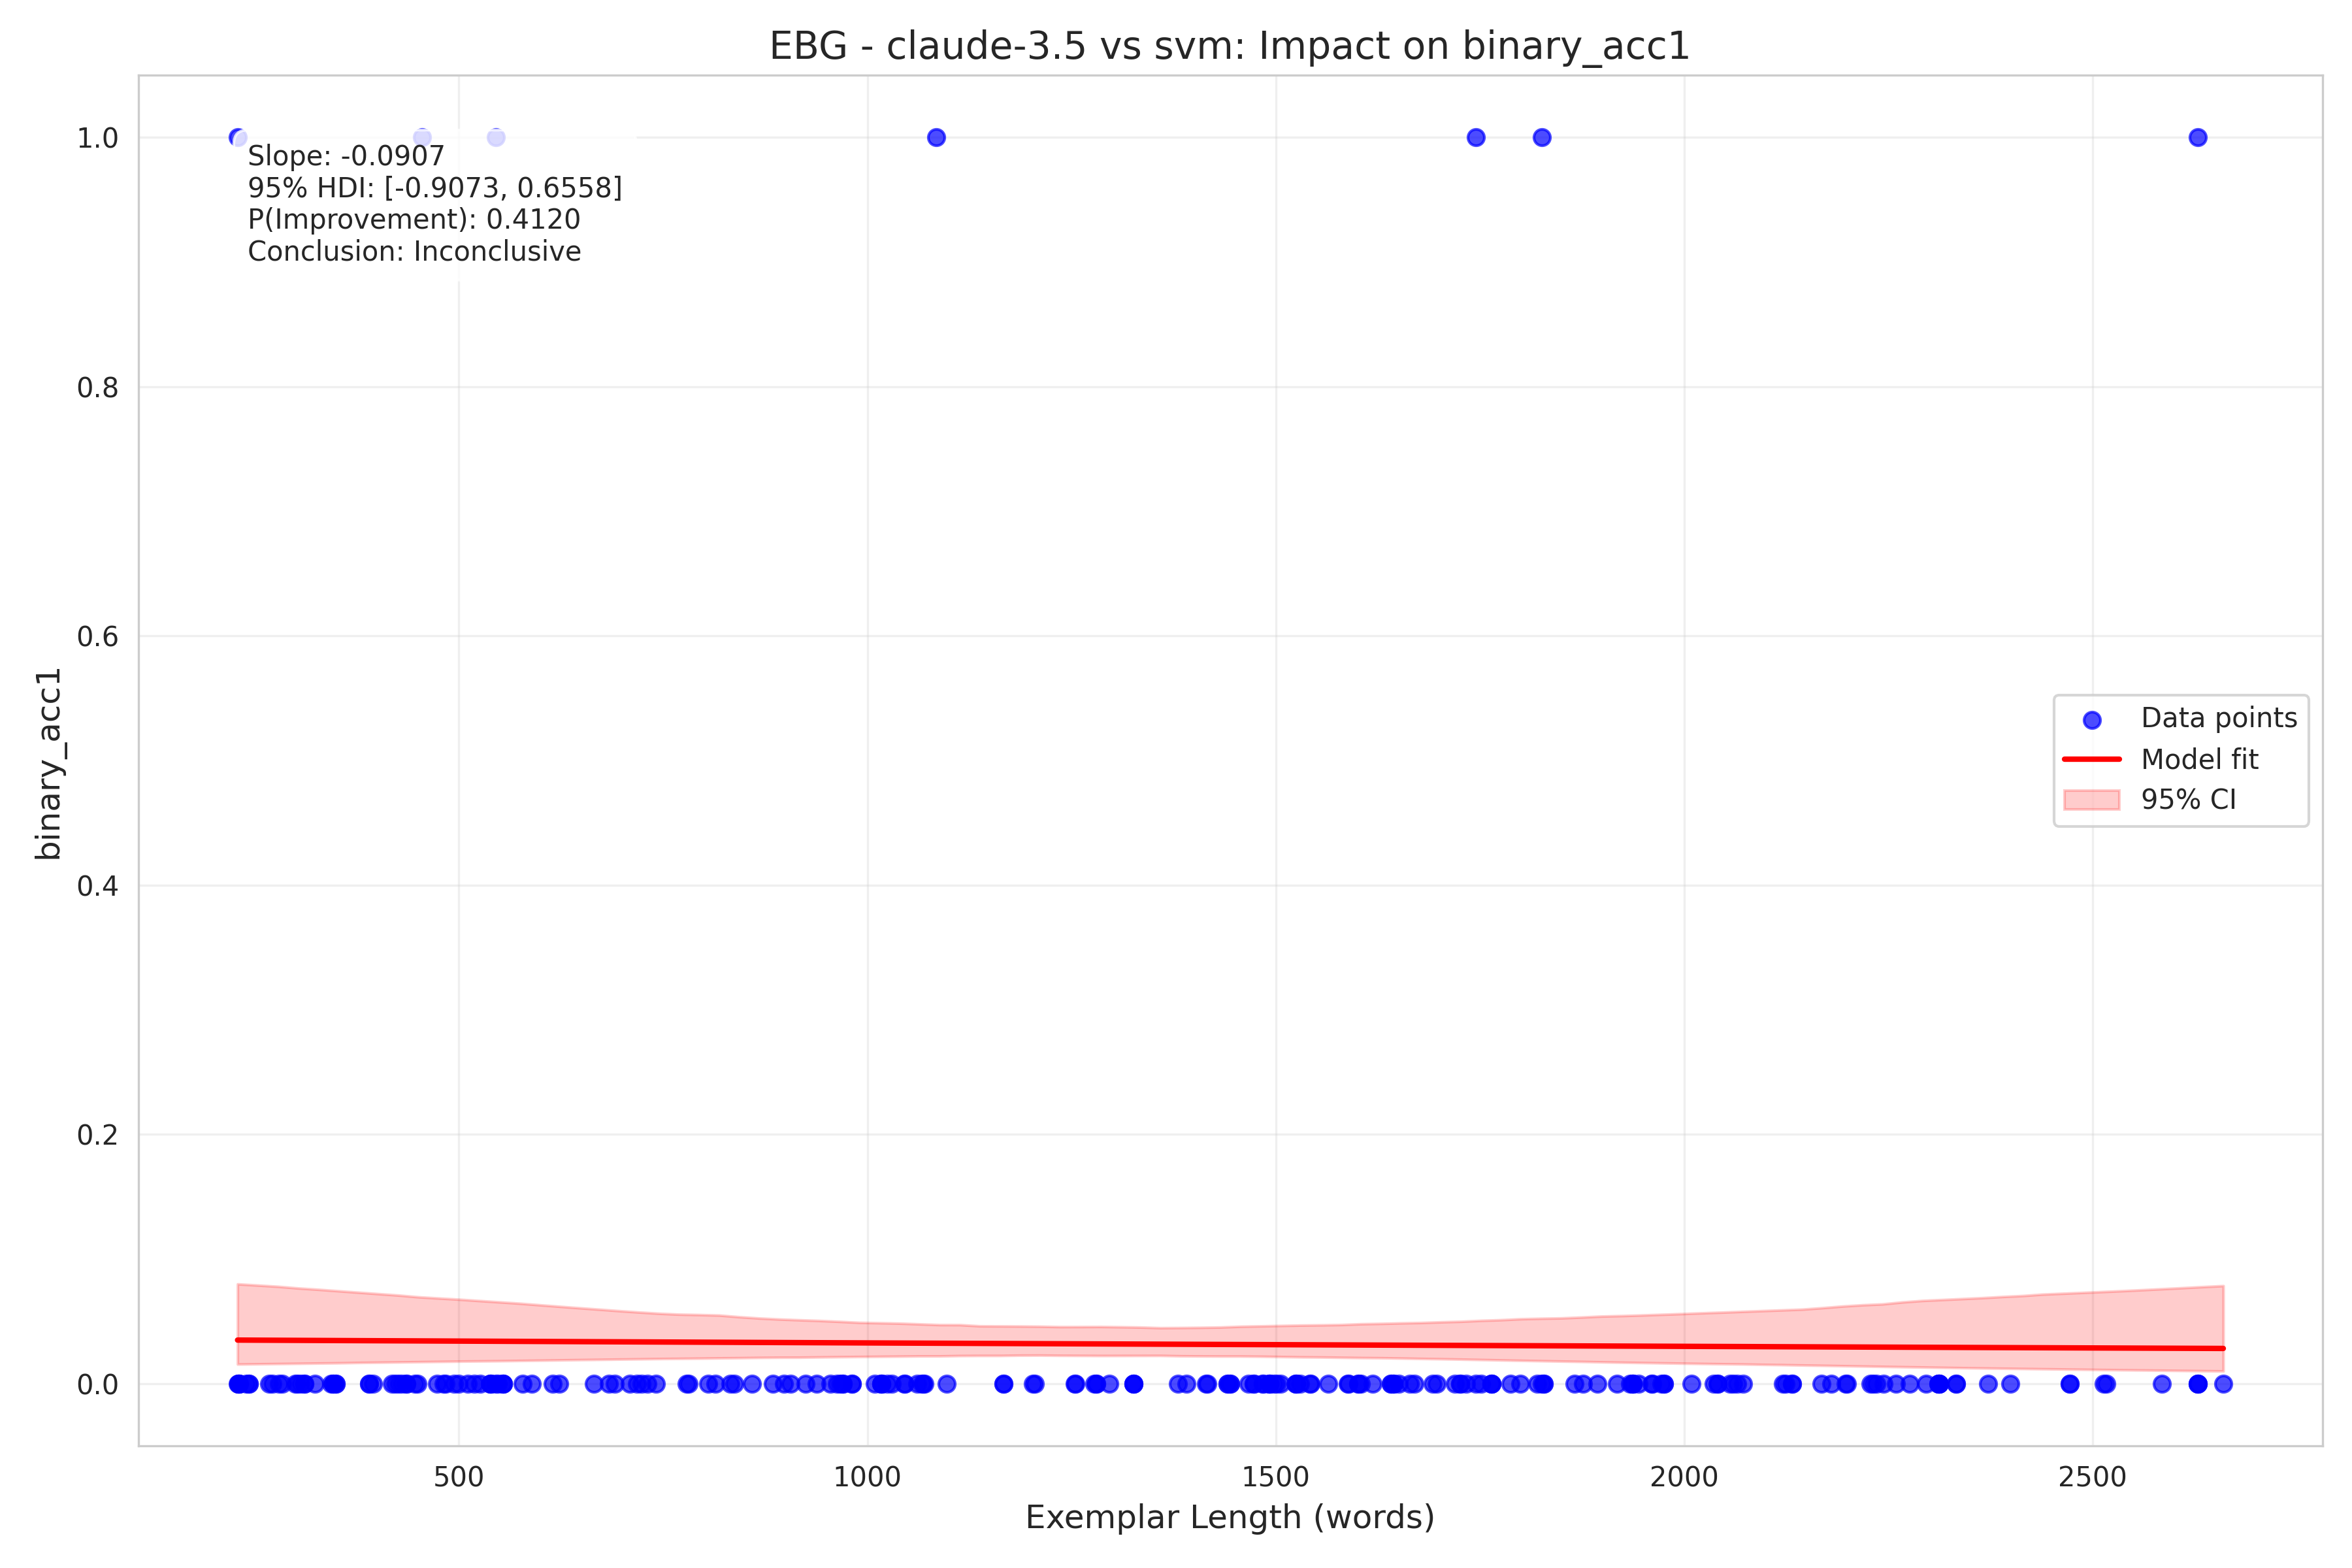 EBG - claude-3.5 vs svm: Impact on binary_acc1
1.0
0.8
0.6
0.4
0.2
0.0
binary_acc1
Slope: -0.0907
95% HDI: [-0.9073, 0.6558]
P(Improvement): 0.4120
Conclusion: Inconclusive
Data points
Model fit
95% CI
500
1000
1500
2000
2500
Exemplar Length (words)